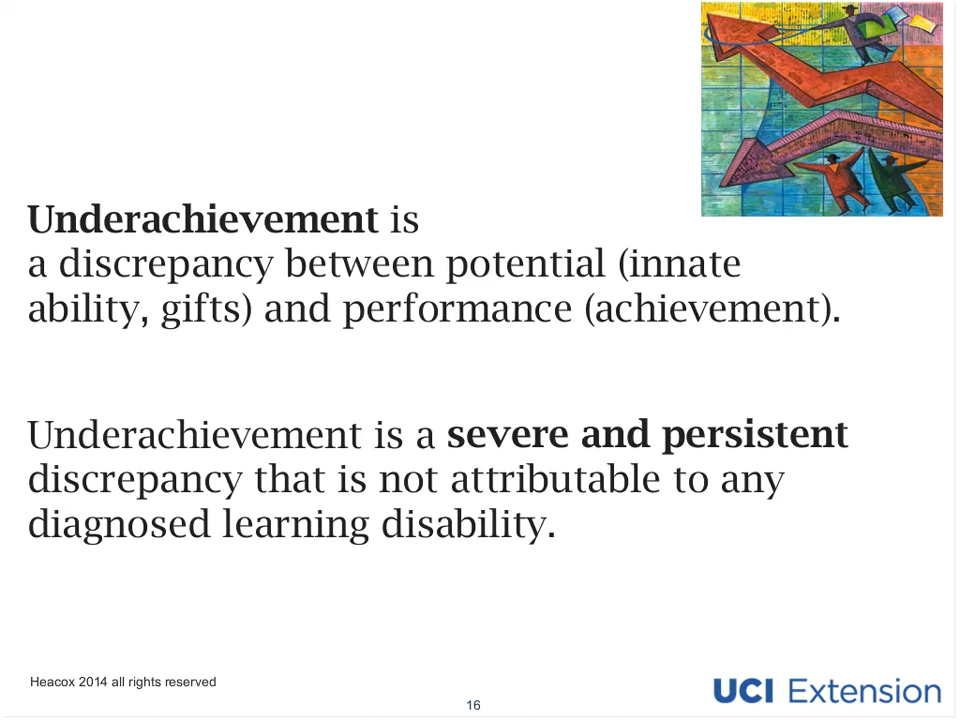 Underachievement is
a discrepancy between potential (innate
ability, gifts) and performance (achievement).
Underachievement is a severe and persistent
discrepancy that is not attributable to any
diagnosed learning disability.
Heacox 2014 all rights reserved
16
UCI Extension